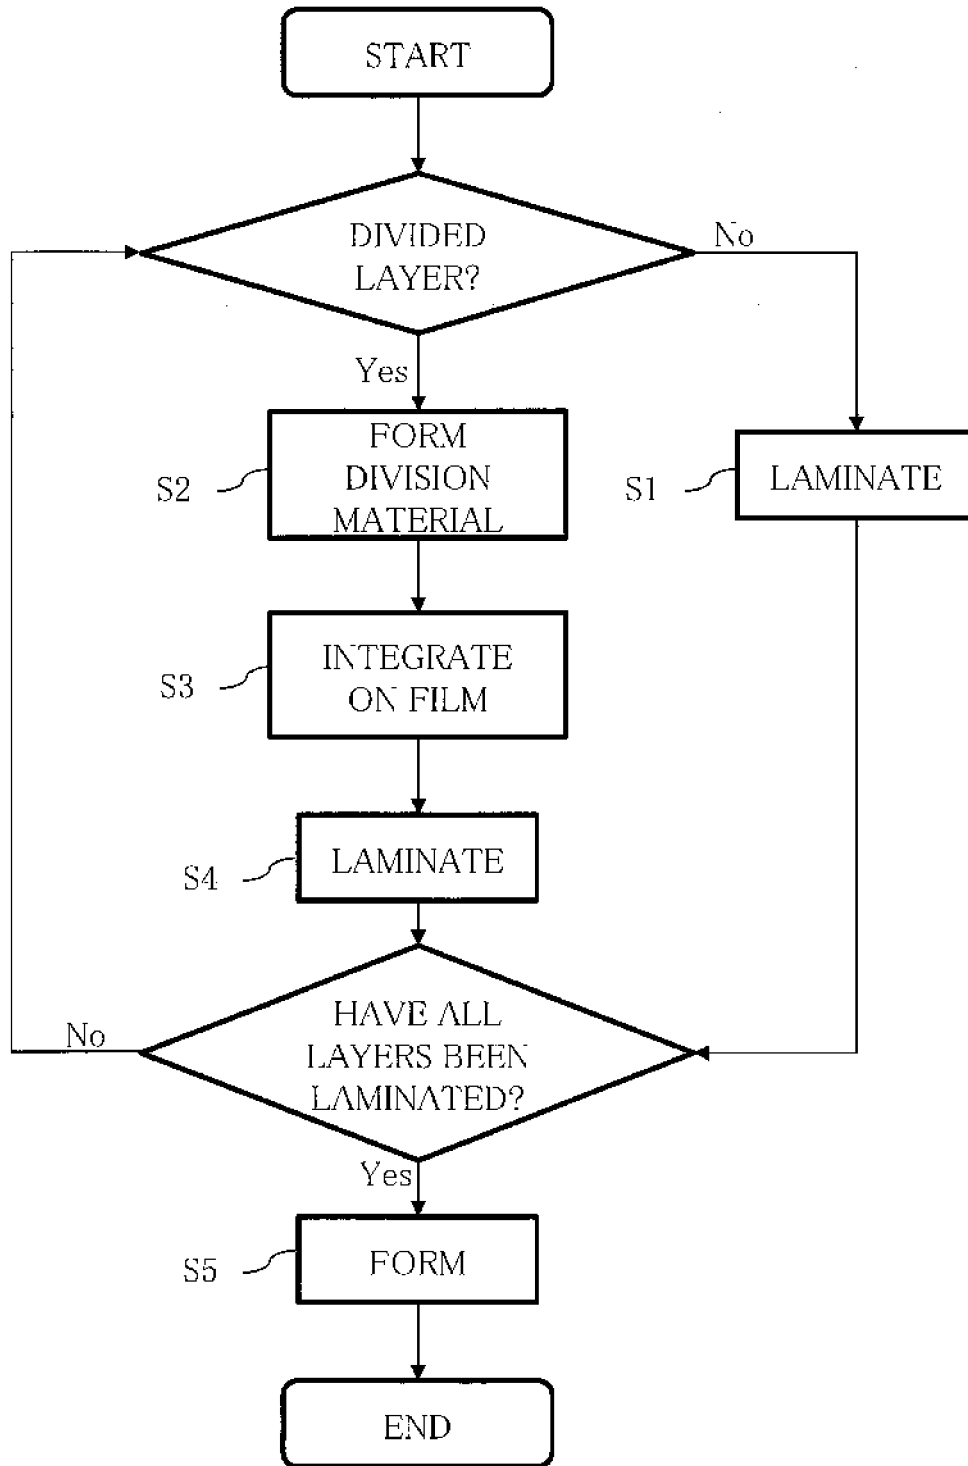 START
DIVIDED
LAYER?
No
Yes
FORM
DIVISION
MATERIAL
S2
S1
LAMINATE
INTEGRATE
ON FILM
S3
LAMINATE
S4
HAVE ALL
LAYERS BEEN
LAMINATED?
No
Yes
FORM
S5
END